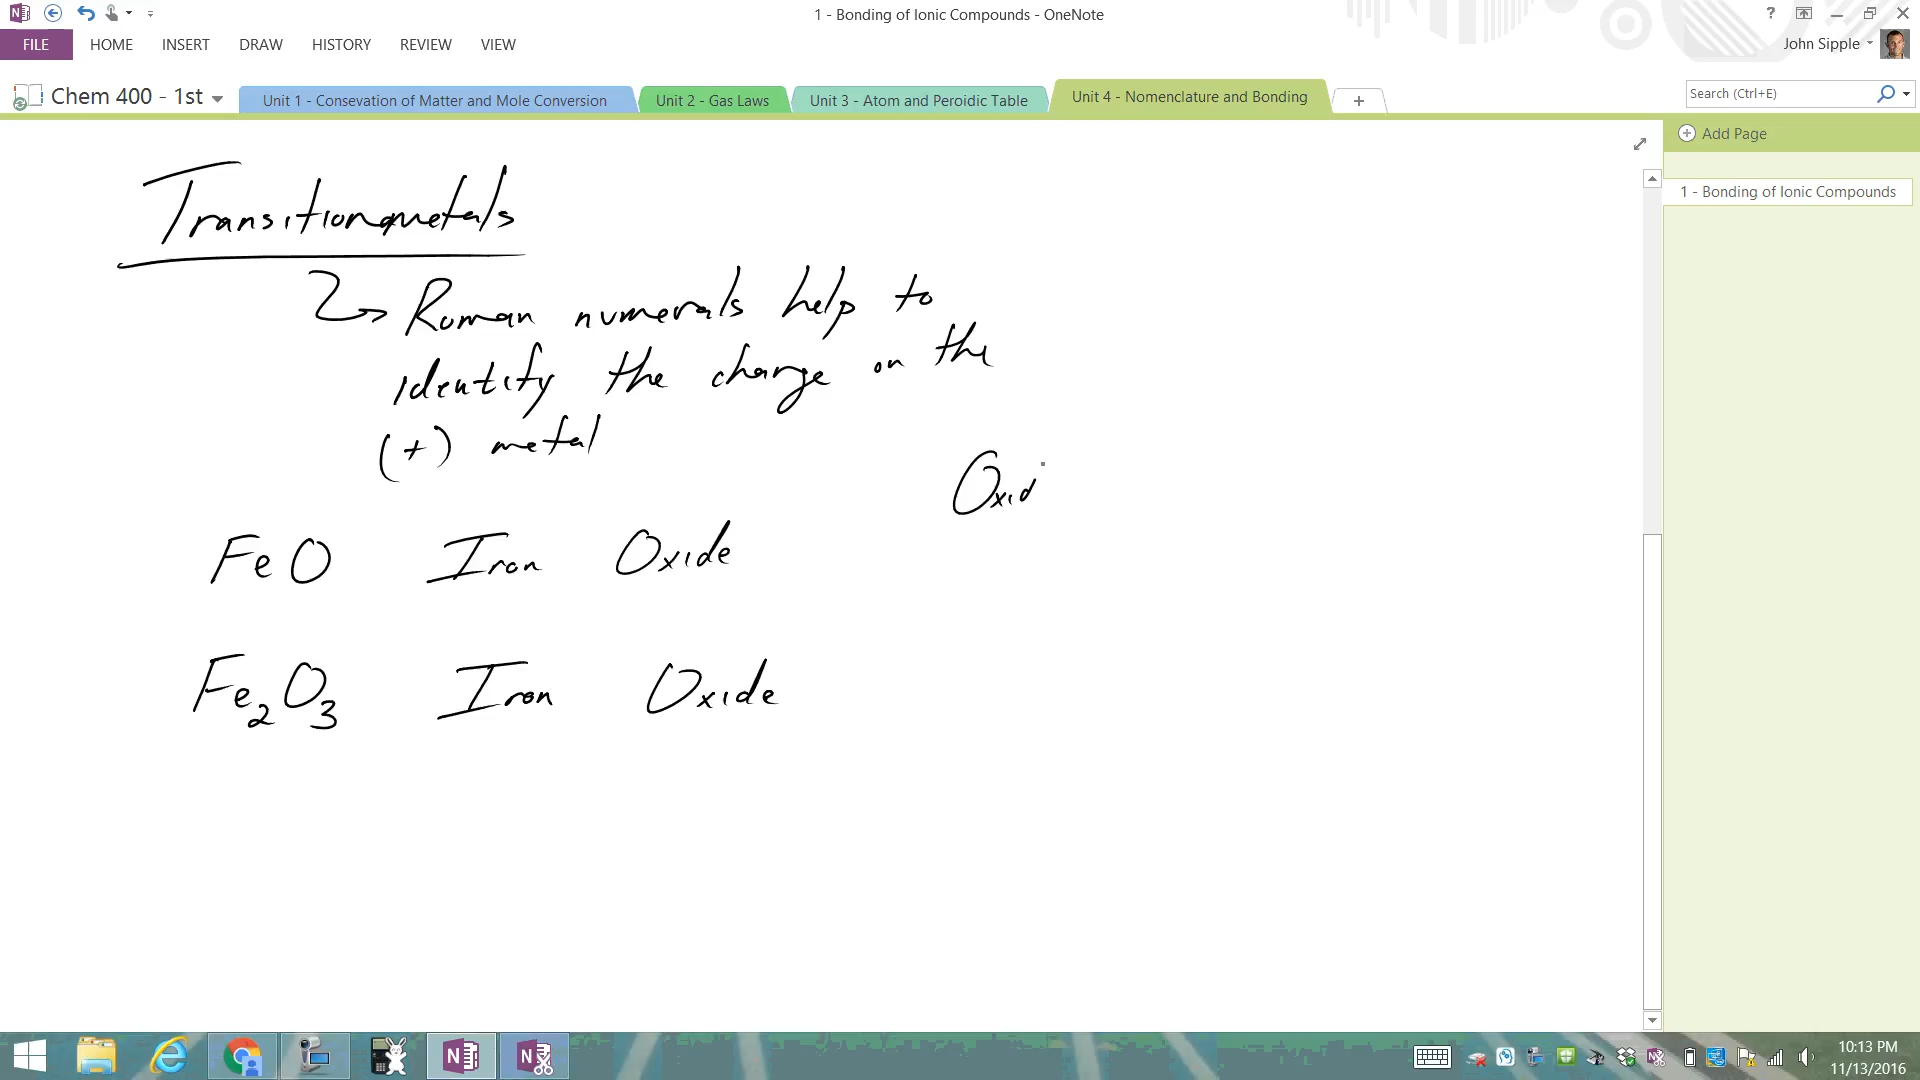 1 - Bonding of Ionic Compounds - OneNote
?
FILE HOME INSERT DRAW HISTORY REVIEW VIEW
John Sipple
Chem 400 - 1st
Unit 1 - Consevation of Matter and Mole Conversion
Unit 2 - Gas Laws
Unit 3 - Atom and Peroidic Table
Unit 4 - Nomenclature and Bonding
+
Search (Ctrl+E)
Add Page
1 - Bonding of Ionic Compounds
Transition metals
Roman numerals help to
identify the charge on the
(+) metal
Oxid
FeO Iron Oxide
Fe₂O₃ Iron Oxide
10:13 PM
11/13/2016